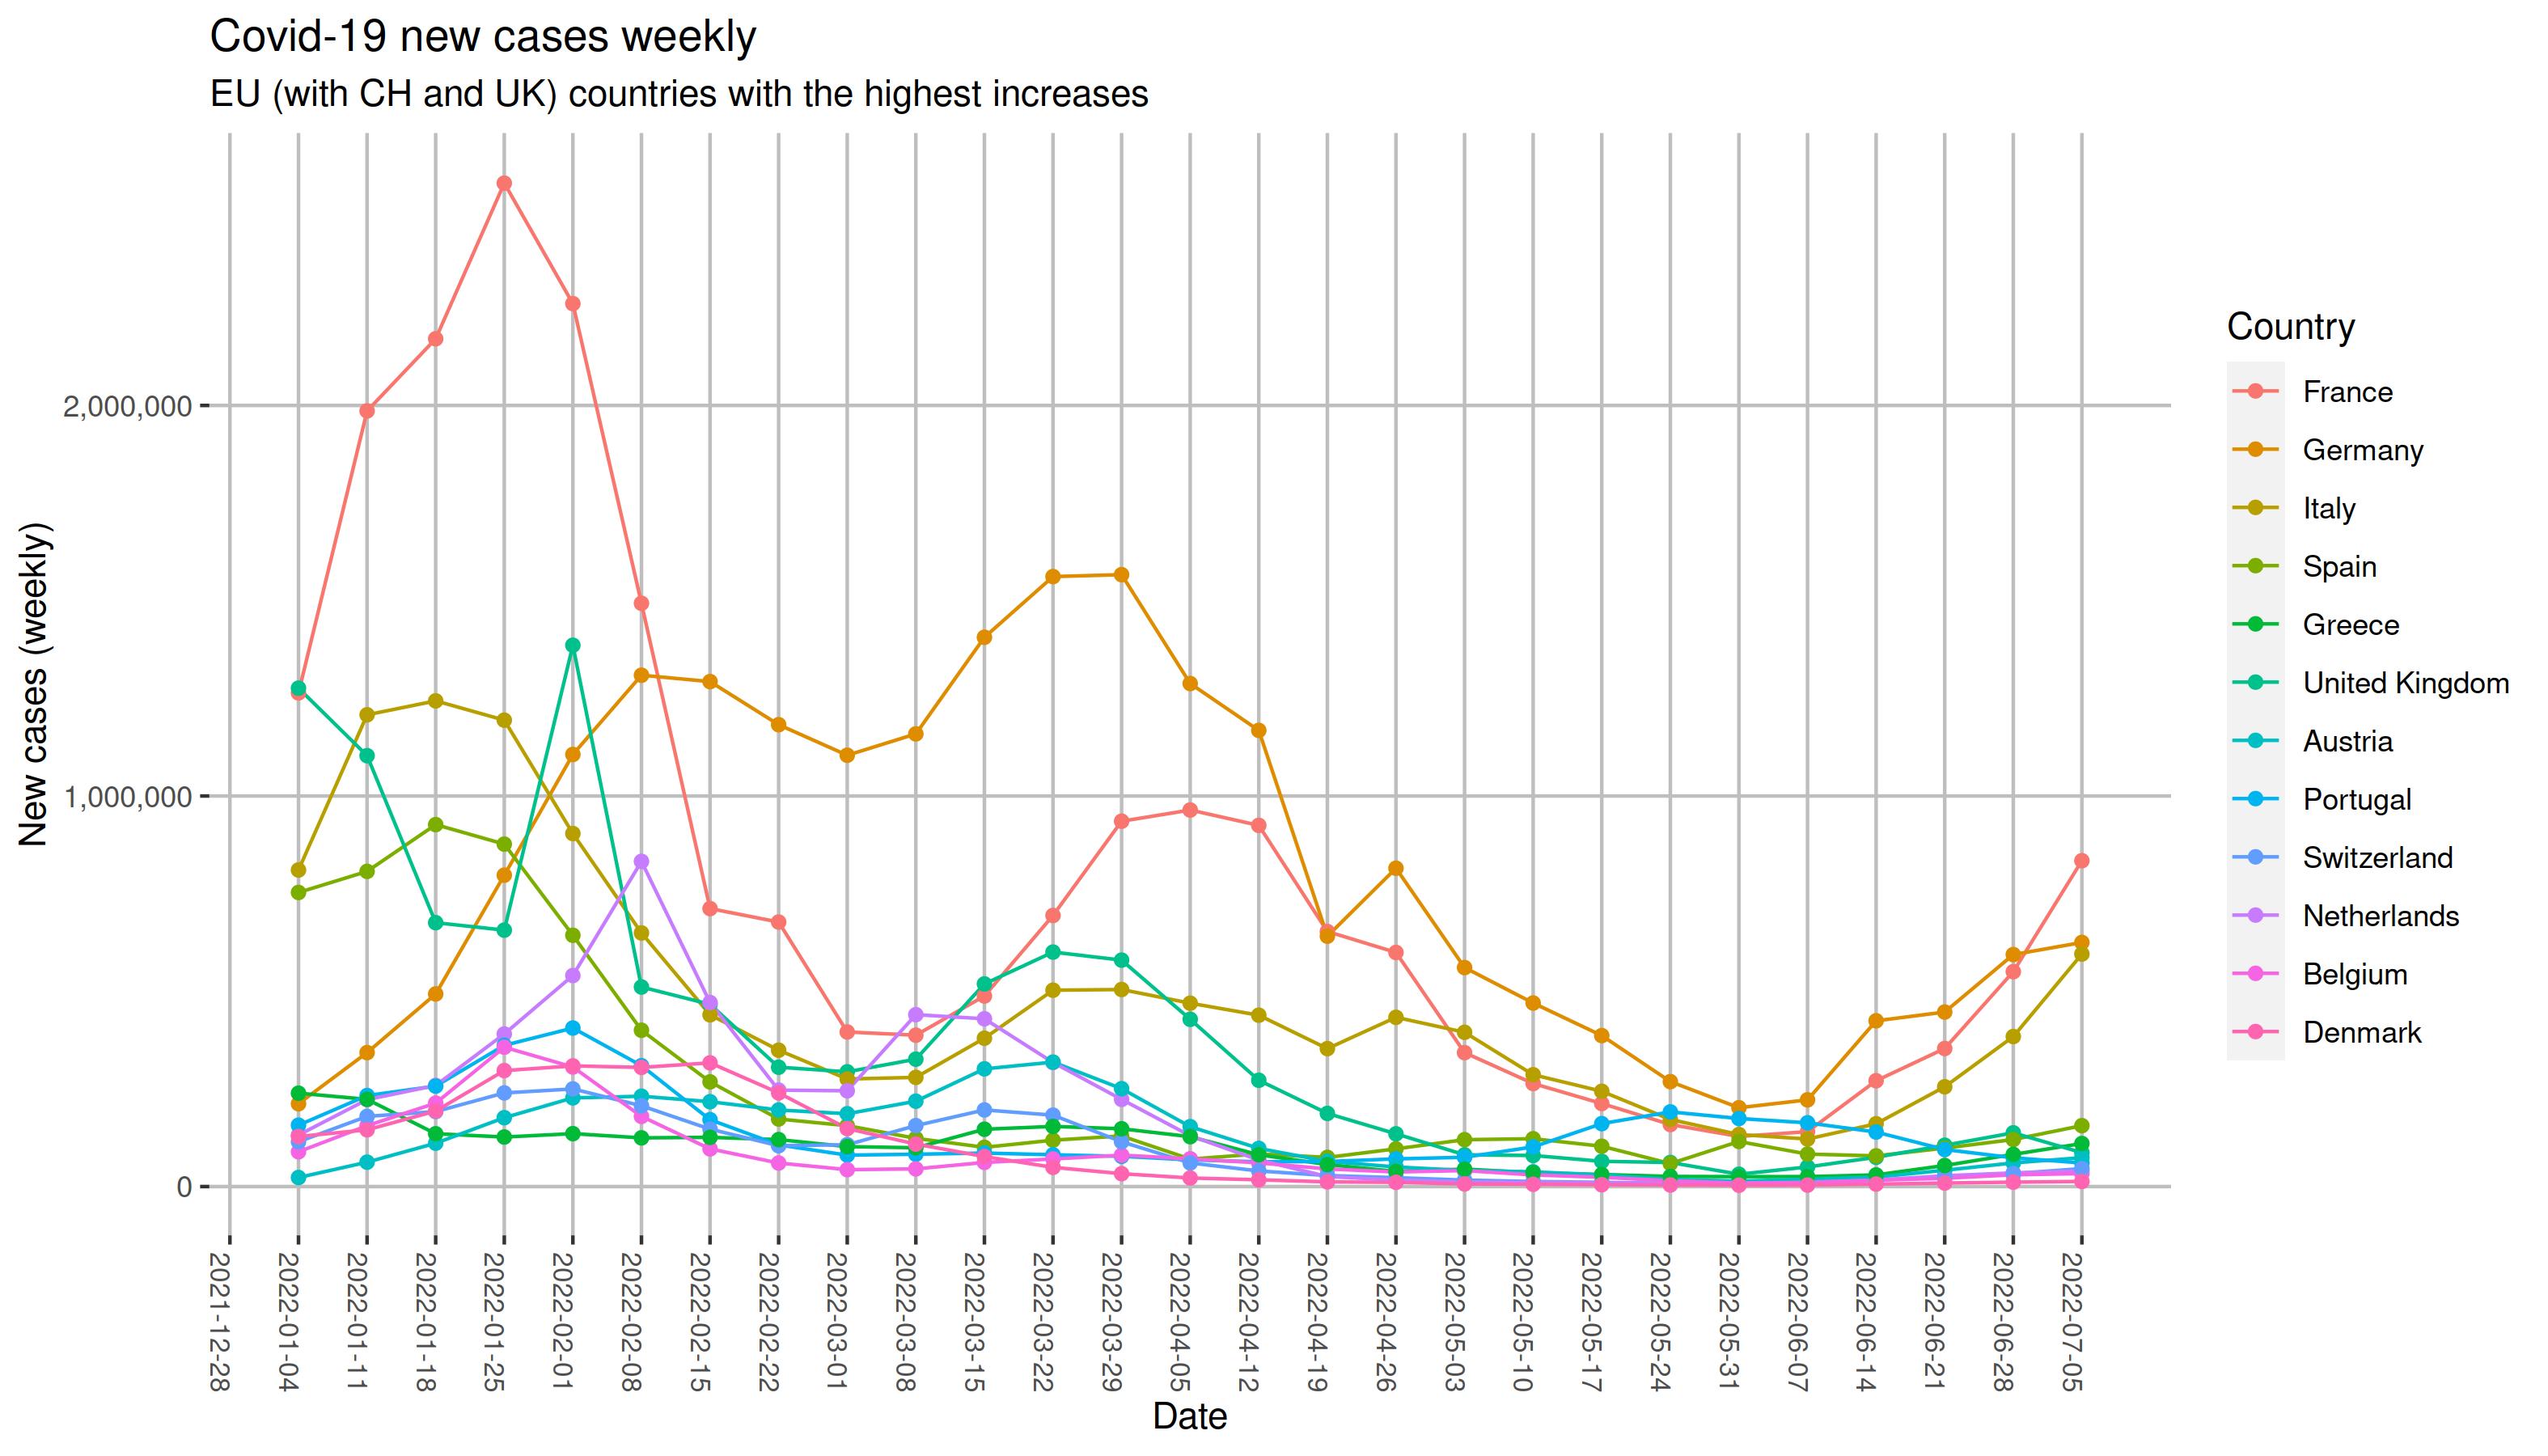 Covid-19 new cases weekly
EU (with CH and UK) countries with the highest increases
New cases (weekly)
2,000,000
1,000,000
0
2021-12-28
2022-01-04
2022-01-11
2022-01-18
2022-01-25
2022-02-01
2022-02-08
2022-02-15
2022-02-22
2022-03-01
2022-03-08
2022-03-15
2022-03-22
2022-03-29
2022-04-05
2022-04-12
2022-04-19
2022-04-26
2022-05-03
2022-05-10
2022-05-17
2022-05-24
2022-05-31
2022-06-07
2022-06-14
2022-06-21
2022-06-28
2022-07-05
Date
Country
France
Germany
Italy
Spain
Greece
United Kingdom
Austria
Portugal
Switzerland
Netherlands
Belgium
Denmark